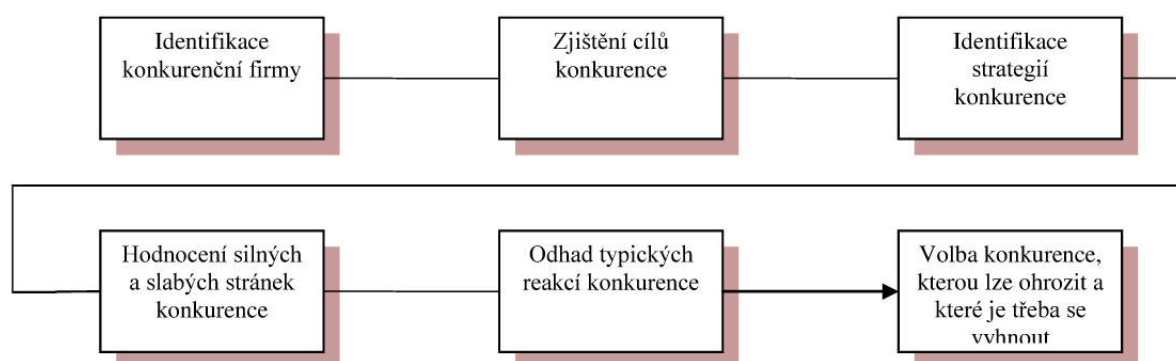 Identifikace
konkurenční firmy
Zjištění cílů
konkurence
Identifikace
strategií
konkurence
Hodnocení silných
a slabých stránek
konkurence
Odhad typických
reakcí konkurence
Volba konkurence,
kterou lze ohrozit a
které je třeba se
vyhnout